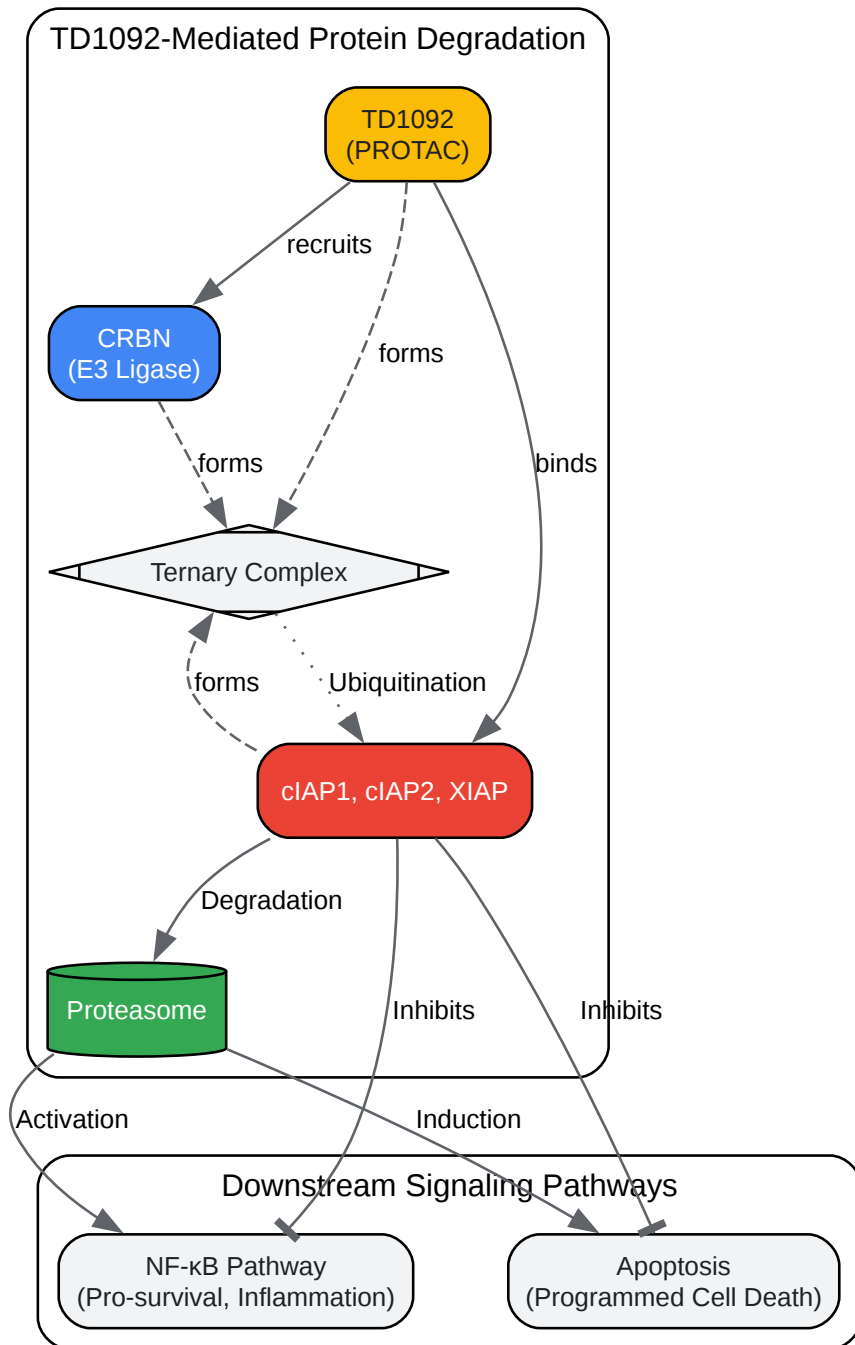 TD1092-Mediated Protein Degradation
TD1092
(PROTAC)
recruits
CRBN
(E3 Ligase)
forms
forms
binds
Ternary Complex
forms
Ubiquitination
cIAP1, cIAP2, XIAP
Degradation
Proteasome
Inhibits
Inhibits
Activation
Induction
Downstream Signaling Pathways
NF-κB Pathway
(Pro-survival, Inflammation)
Apoptosis
(Programmed Cell Death)